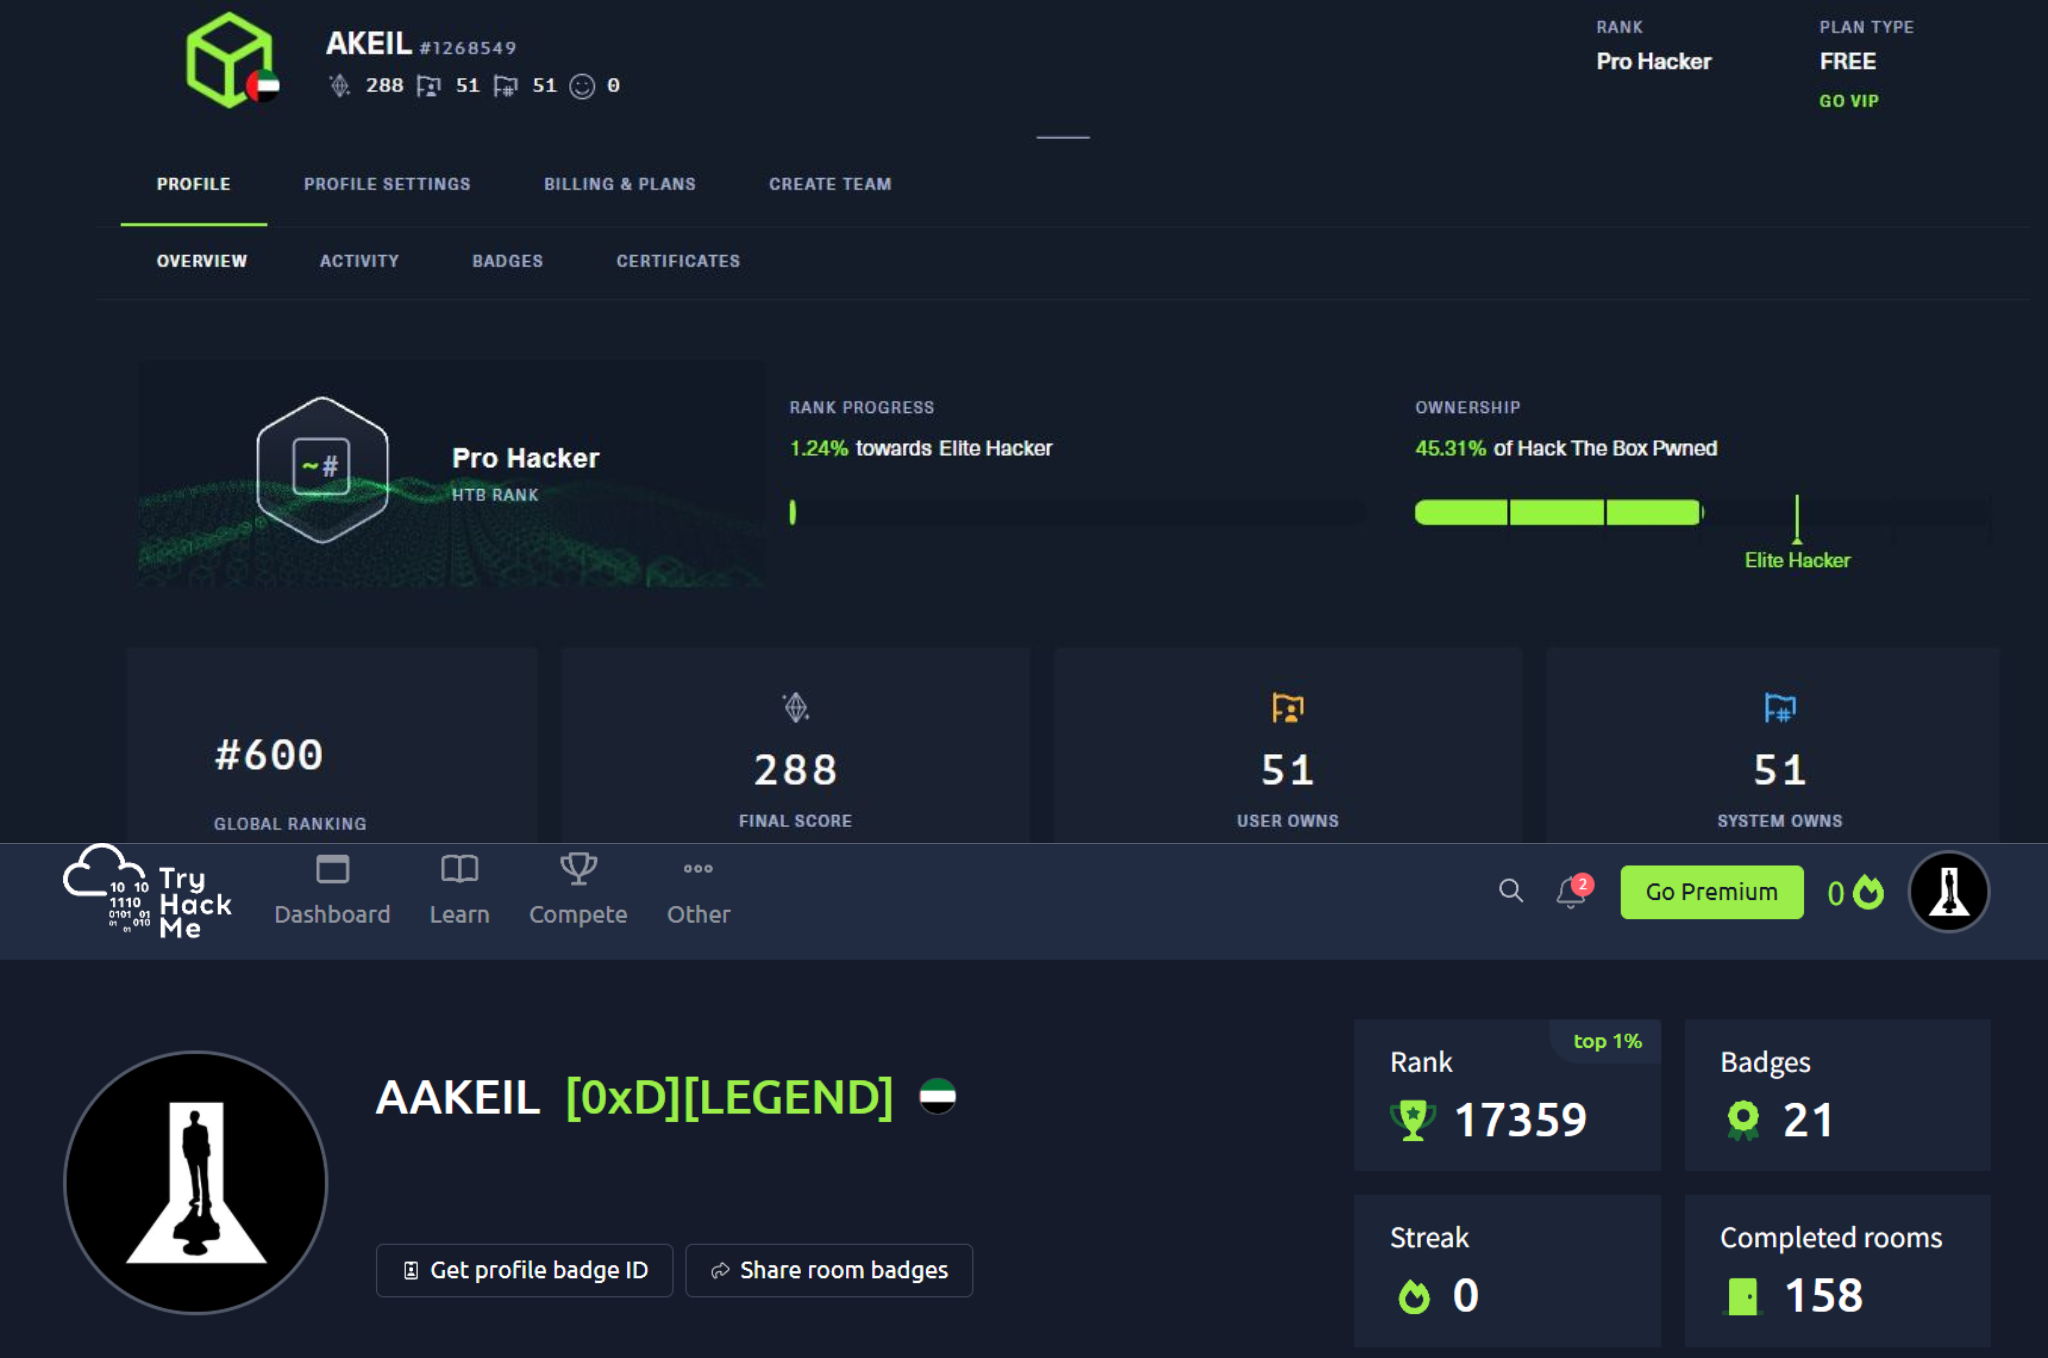 AKEIL #1268549
288 51 51 0
RANK
Pro Hacker
PLAN TYPE
FREE
GO VIP
PROFILE PROFILE SETTINGS BILLING & PLANS CREATE TEAM
OVERVIEW ACTIVITY BADGES CERTIFICATES
~#
Pro Hacker
HTB RANK
RANK PROGRESS
1.24% towards Elite Hacker
OWNERSHIP
45.31% of Hack The Box Pwned
Elite Hacker
#600
GLOBAL RANKING
288
FINAL SCORE
51
USER OWNS
51
SYSTEM OWNS
10 10
1110
0101 01
01 01 010
Try
Hack
Me
Dashboard Learn Compete Other
2
Go Premium
0
AAKEIL [0xD][LEGEND]
Get profile badge ID
Share room badges
Rank
top 1%
17359
Badges
21
Streak
0
Completed rooms
158